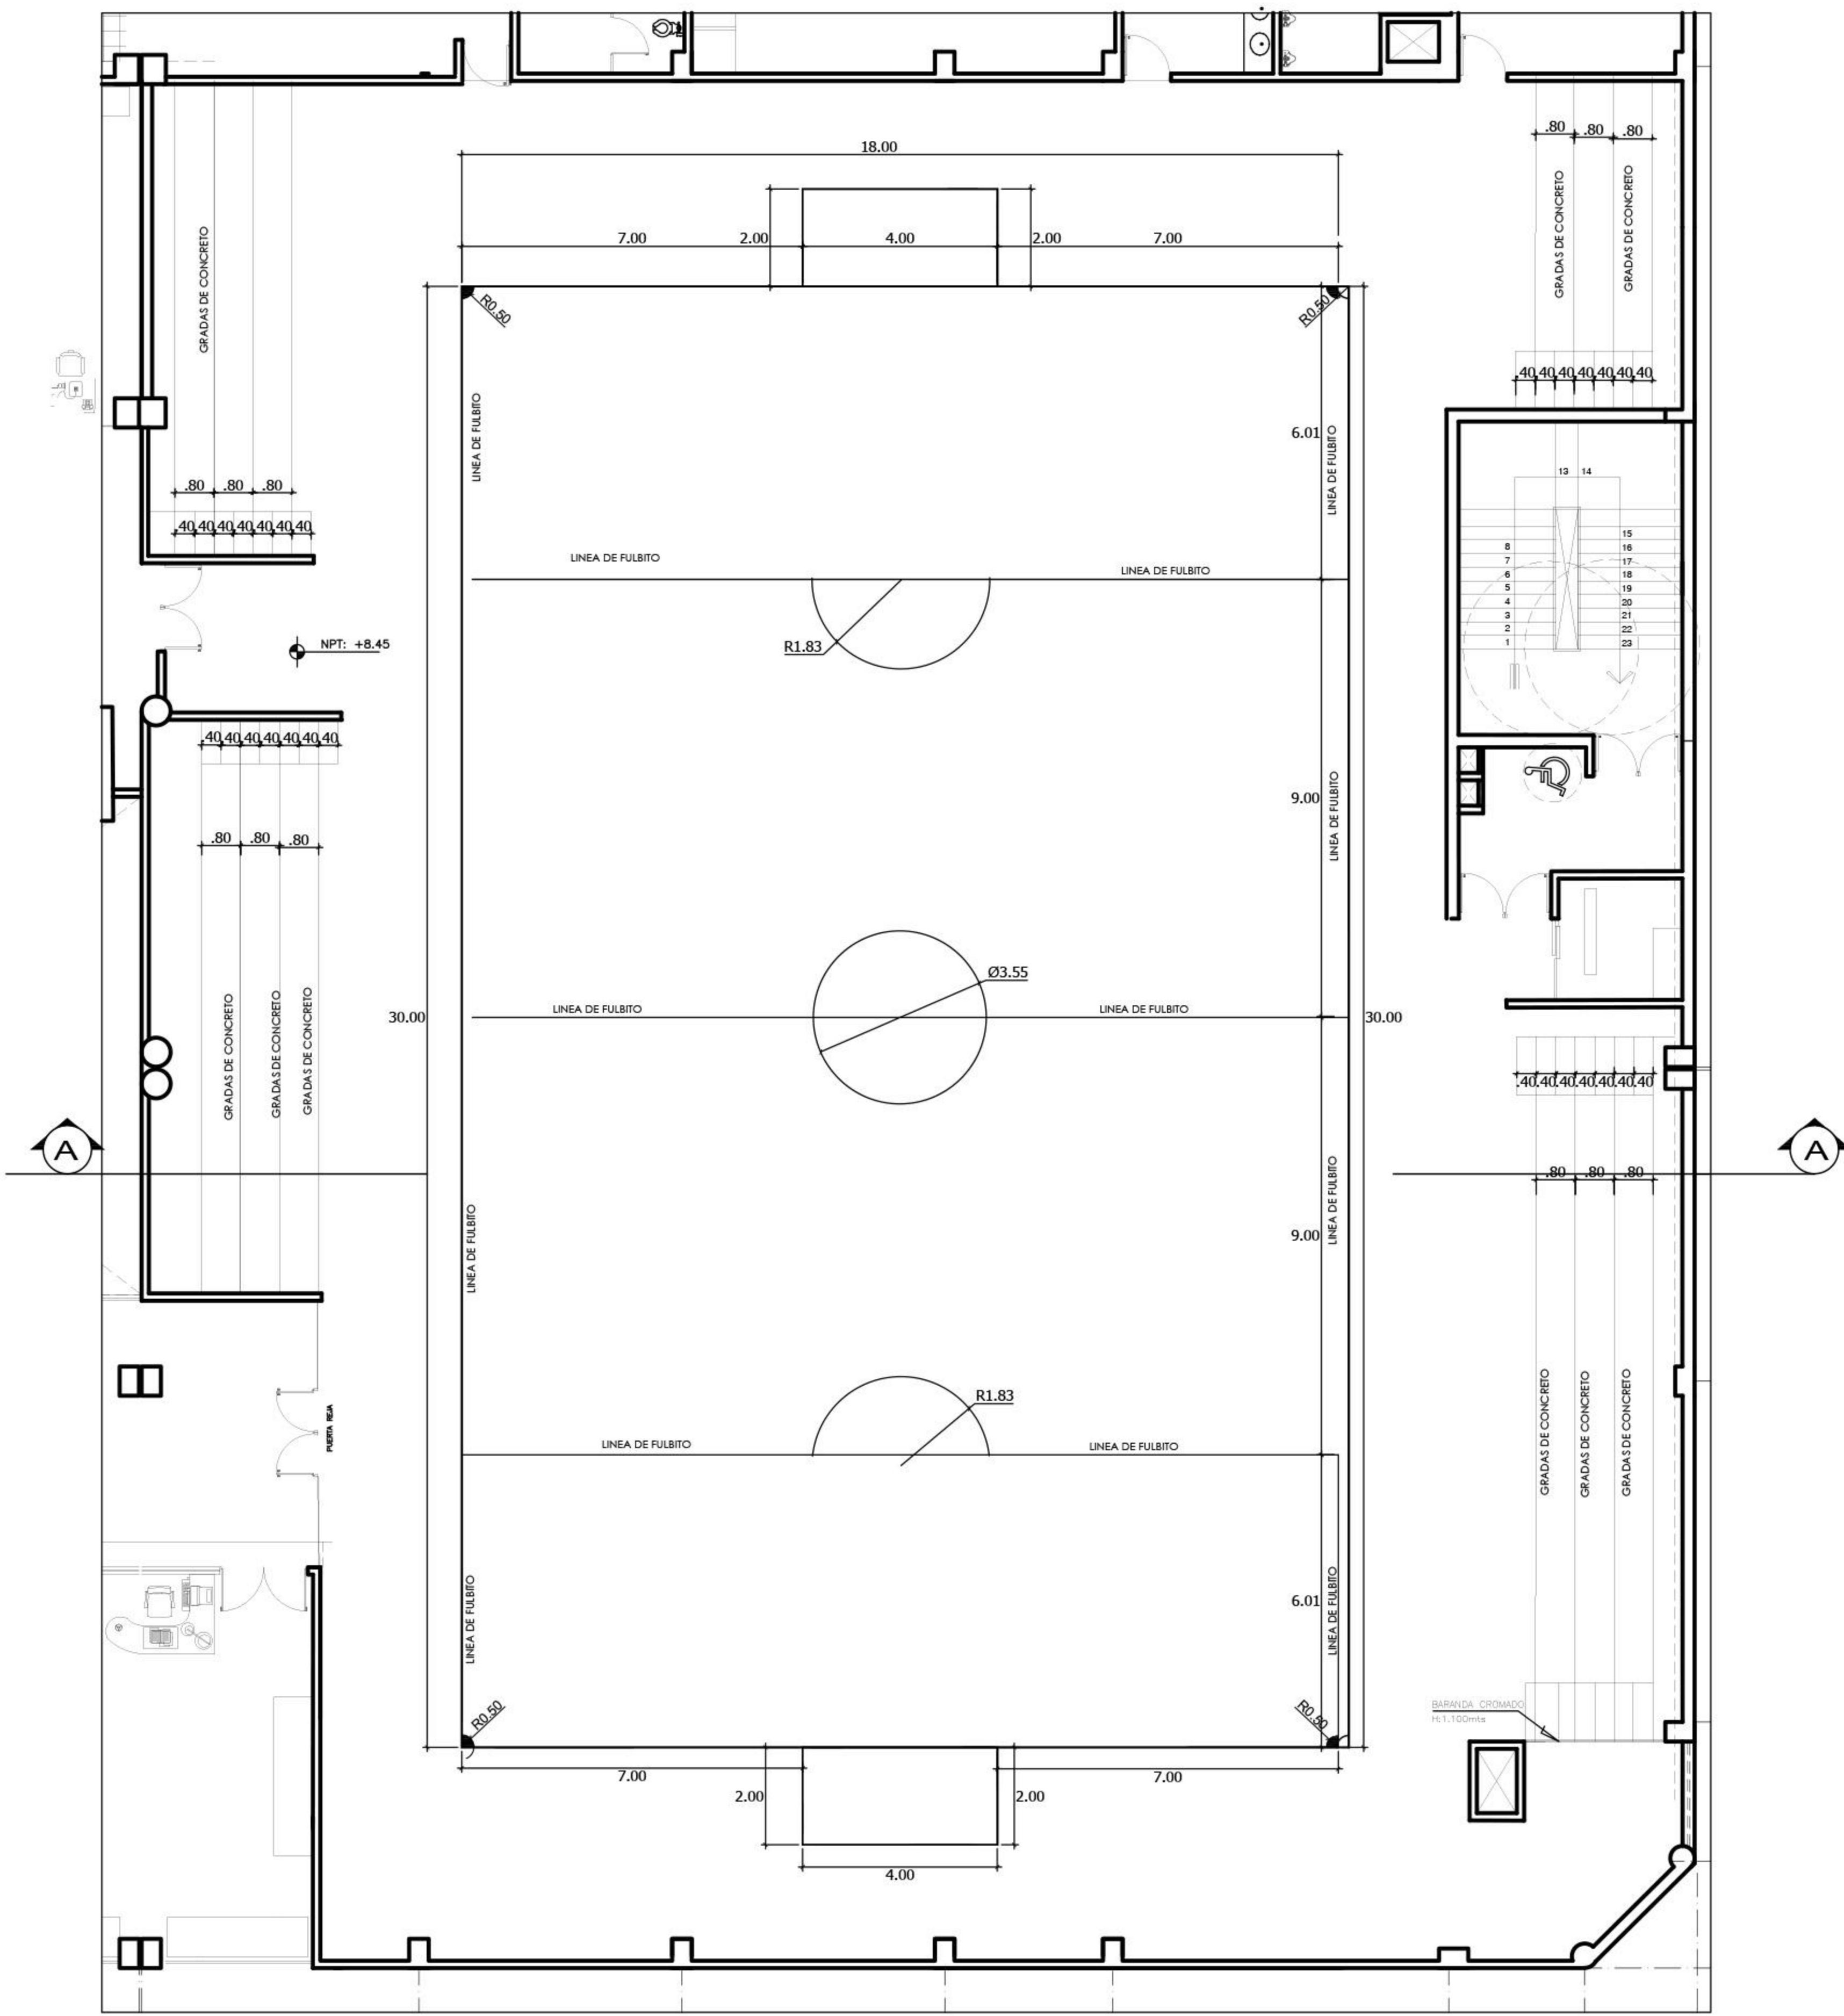 18.00
.80
.80
.80
7.00
2.00
4.00
2.00
7.00
GRADAS DE CONCRETO
GRADAS DE CONCRETO
GRADAS DE CONCRETO
R0.50
R0.50
.40 .40 .40 .40 .40 .40 .40
LINEA DE FULBITO
6.01
LINEA DE FULBITO
.80
.80
.80
.40 .40 .40 .40 .40 .40 .40
13 14
LINEA DE FULBITO
LINEA DE FULBITO
8
7
6
5
4
3
2
1
15
16
17
18
19
20
21
22
23
NPT: +8.45
R1.83
.40 .40 .40 .40 .40 .40 .40
9.00
LINEA DE FULBITO
.80
.80
.80
Ø3.55
LINEA DE FULBITO
LINEA DE FULBITO
30.00
30.00
GRADAS DE CONCRETO
GRADAS DE CONCRETO
GRADAS DE CONCRETO
.40 .40 .40 .40 .40 .40 .40
A
A
.80
.80
.80
LINEA DE FULBITO
LINEA DE FULBITO
9.00
R1.83
PUERTA REJA
LINEA DE FULBITO
LINEA DE FULBITO
GRADAS DE CONCRETO
GRADAS DE CONCRETO
GRADAS DE CONCRETO
LINEA DE FULBITO
6.01
LINEA DE FULBITO
R0.50
R0.50
BARANDA CROMADO
H:1.100mts
7.00
7.00
2.00
2.00
4.00